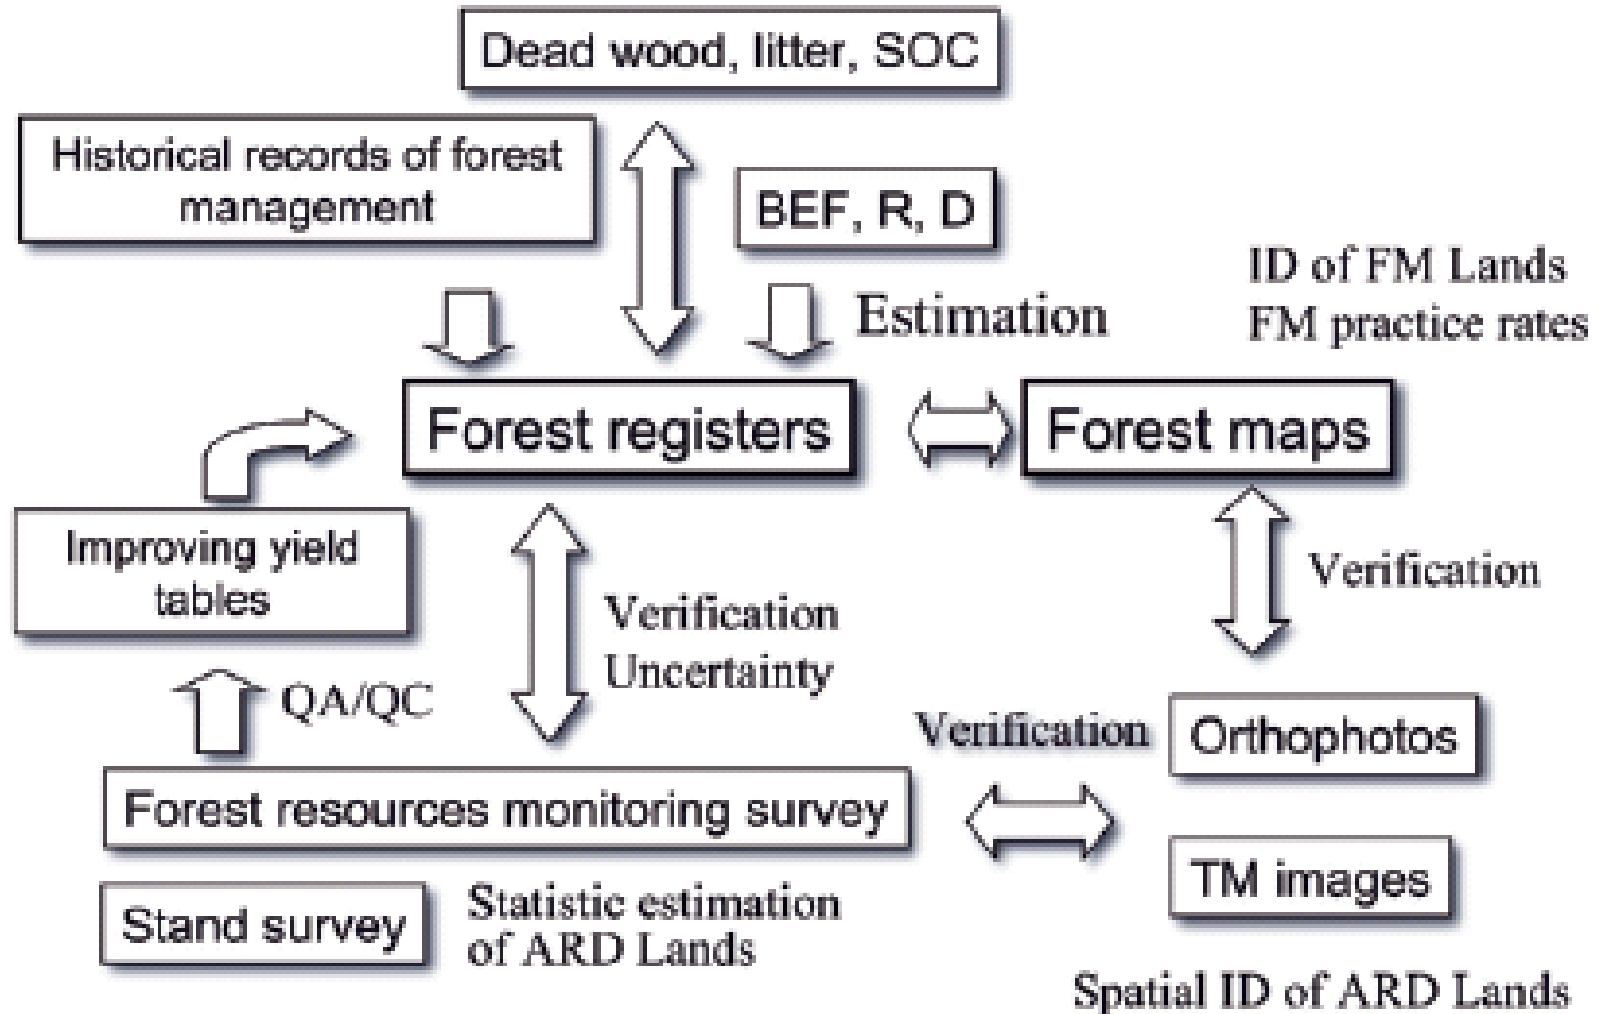 Dead wood, litter, SOC
Historical records of forest
management
BEF, R, D
ID of FM Lands
FM practice rates
Estimation
Forest registers
Forest maps
Improving yield
tables
Verification
Verification
Uncertainty
QA/QC
Verification
Orthophotos
Forest resources monitoring survey
TM images
Stand survey
Statistic estimation
of ARD Lands
Spatial ID of ARD Lands